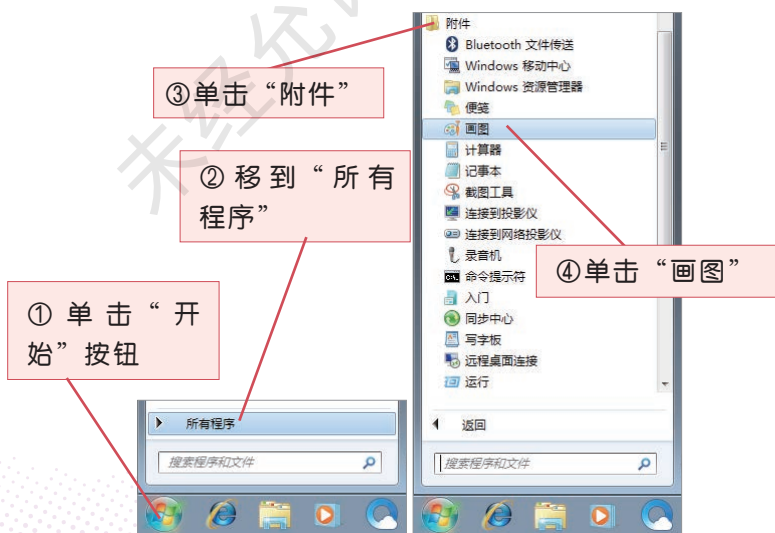 附件
Bluetooth 文件传送
Windows 移动中心
Windows 资源管理器
便笺
画图
计算器
记事本
截图工具
连接到投影仪
连接到网络投影仪
录音机
命令提示符
入门
同步中心
写字板
远程桌面连接
运行
返回
搜索程序和文件
③单击“附件”
②移到“所有
程序”
④单击“画图”
①单击“开
始”按钮
所有程序
搜索程序和文件
未经允